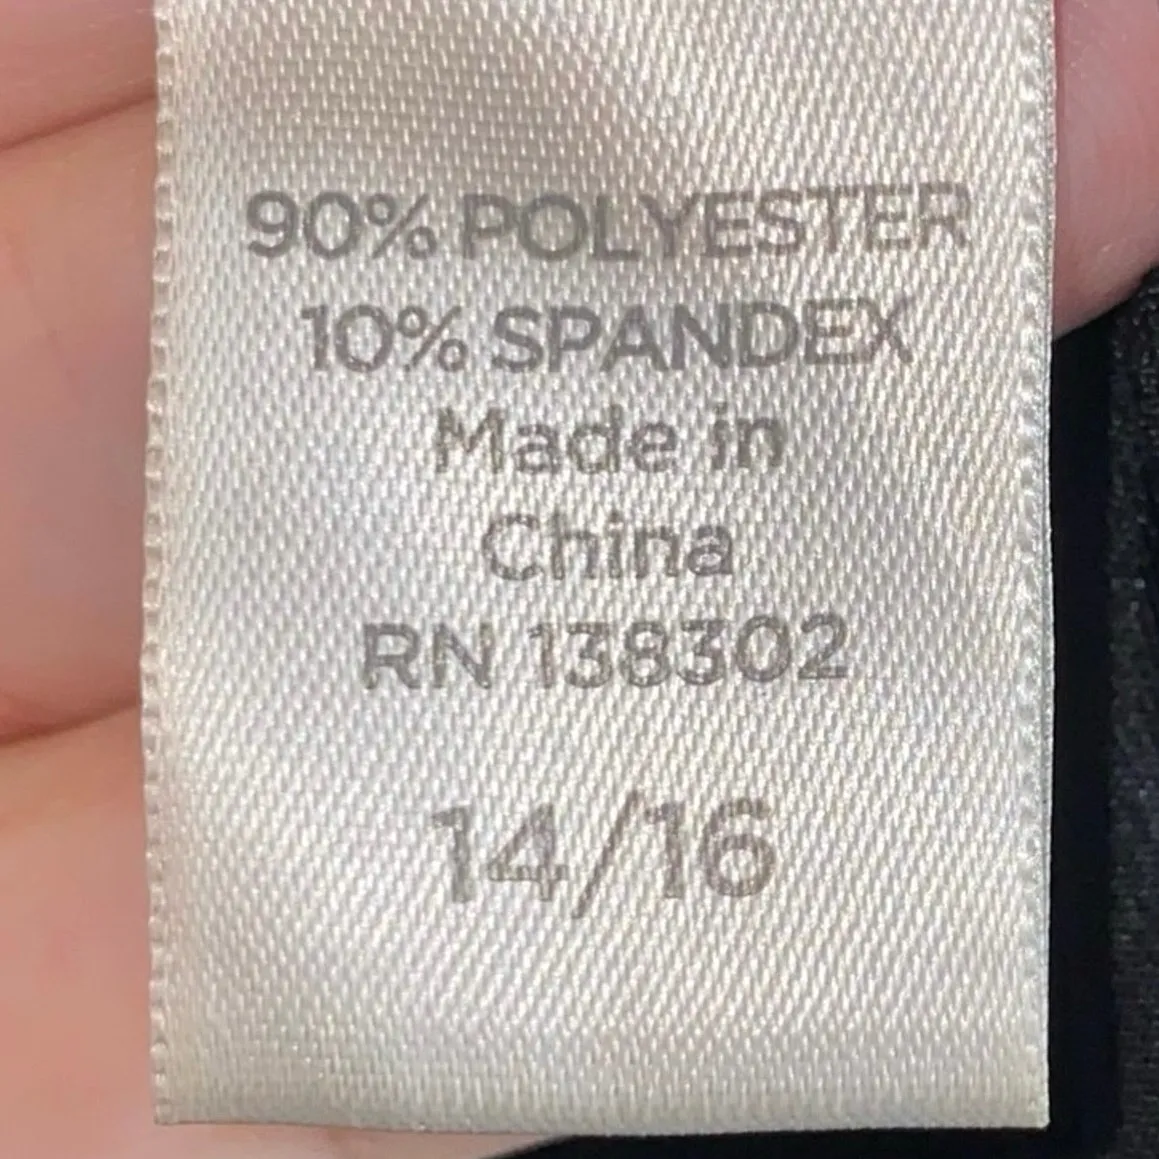 90% POLYESTER
10% SPANDEX
Made in
China
RN 138302
14/16